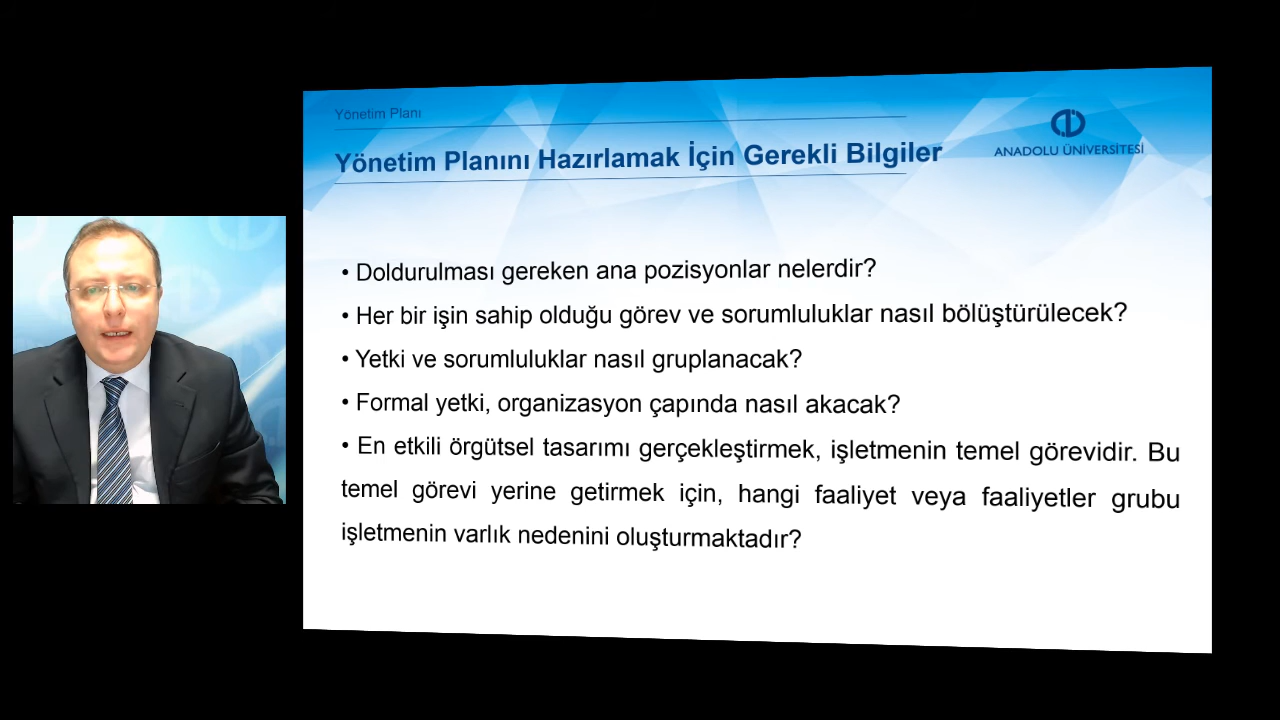 Yönetim Planı
Yönetim Planını Hazırlamak İçin Gerekli Bilgiler
ANADOLU ÜNİVERSİTESİ
• Doldurulması gereken ana pozisyonlar nelerdir?
• Her bir işin sahip olduğu görev ve sorumluluklar nasıl bölüştürülecek?
• Yetki ve sorumluluklar nasıl gruplanacak?
• Formal yetki, organizasyon çapında nasıl akacak?
• En etkili örgütsel tasarımı gerçekleştirmek, işletmenin temel görevidir. Bu
temel görevi yerine getirmek için, hangi faaliyet veya faaliyetler grubu
işletmenin varlık nedenini oluşturmaktadır?